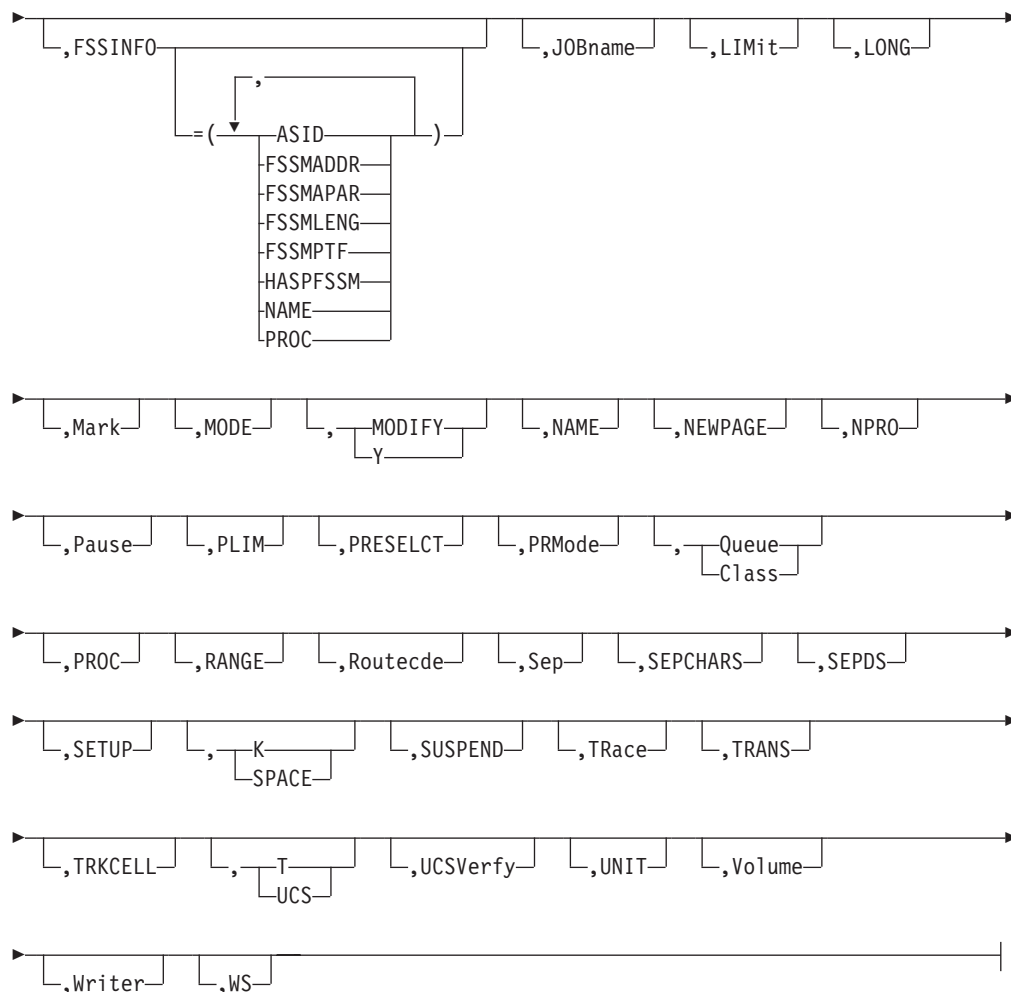 ,FSSINFO ,JOBname ,LIMit ,LONG
,
=( ASID )
FSSMADDR
FSSMAPAR
FSSMLENG
FSSMPTF
HASPFSSM
NAME
PROC
,Mark ,MODE , MODIFY ,NAME ,NEWPAGE ,NPRO
Y
,Pause ,PLIM ,PRESELCT ,PRMode , Queue
Class
,PROC ,RANGE ,Routecde ,Sep ,SEPCHARS ,SEPDS
,SETUP , K ,SUSPEND ,TRace ,TRANS
SPACE
,TRKCELL , T ,UCSVerfy ,UNIT ,Volume
UCS
,Writer ,WS